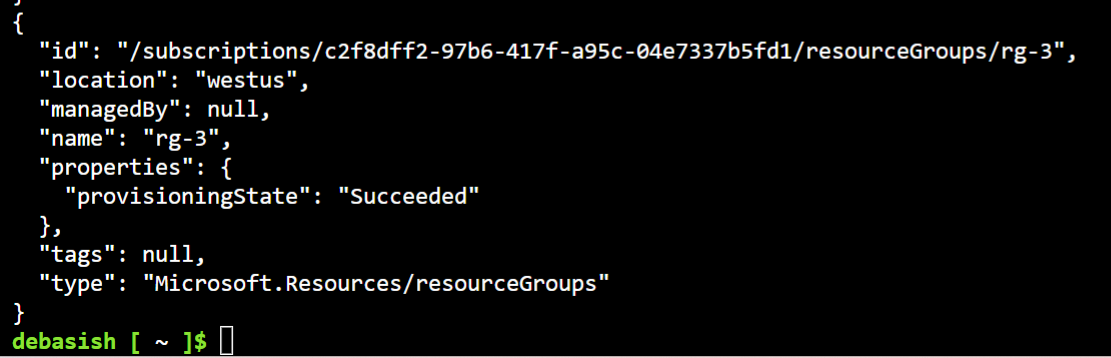 }
{
  "id": "/subscriptions/c2f8dff2-97b6-417f-a95c-04e7337b5fd1/resourceGroups/rg-3",
  "location": "westus",
  "managedBy": null,
  "name": "rg-3",
  "properties": {
    "provisioningState": "Succeeded"
  },
  "tags": null,
  "type": "Microsoft.Resources/resourceGroups"
}
debasish [ ~ ]$